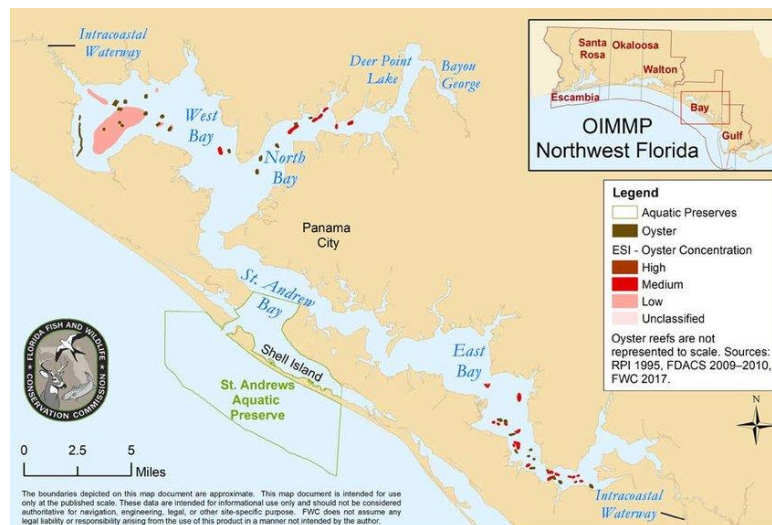 Intracoastal
Waterway
Deer Point
Lake
Bayou
George
West
Bay
North
Bay
Panama
City
St. Andrew
Bay
Shell Island
St. Andrews
Aquatic
Preserve
East
Bay
Intracoastal
Waterway
Santa
Rosa
Okaloosa
Walton
Escambia
Bay
Gulf
OIMMP
Northwest Florida
Legend
Aquatic Preserves
Oyster
ESI - Oyster Concentration
High
Medium
Low
Unclassified
Oyster reefs are not
represented to scale. Sources:
RPI 1995, FDACS 2009–2010,
FWC 2017.
N
FLORIDA FISH AND WILDLIFE
CONSERVATION COMMISSION
0 2.5 5
Miles
The boundaries depicted on this map document are approximate. This map document is intended for use
only at the published scale. These data are intended for informational use only and should not be considered
authoritative for navigation, engineering, legal, or other site-specific purpose. FWC does not assume any
legal liability or responsibility arising from the use of this product in a manner not intended by the author.